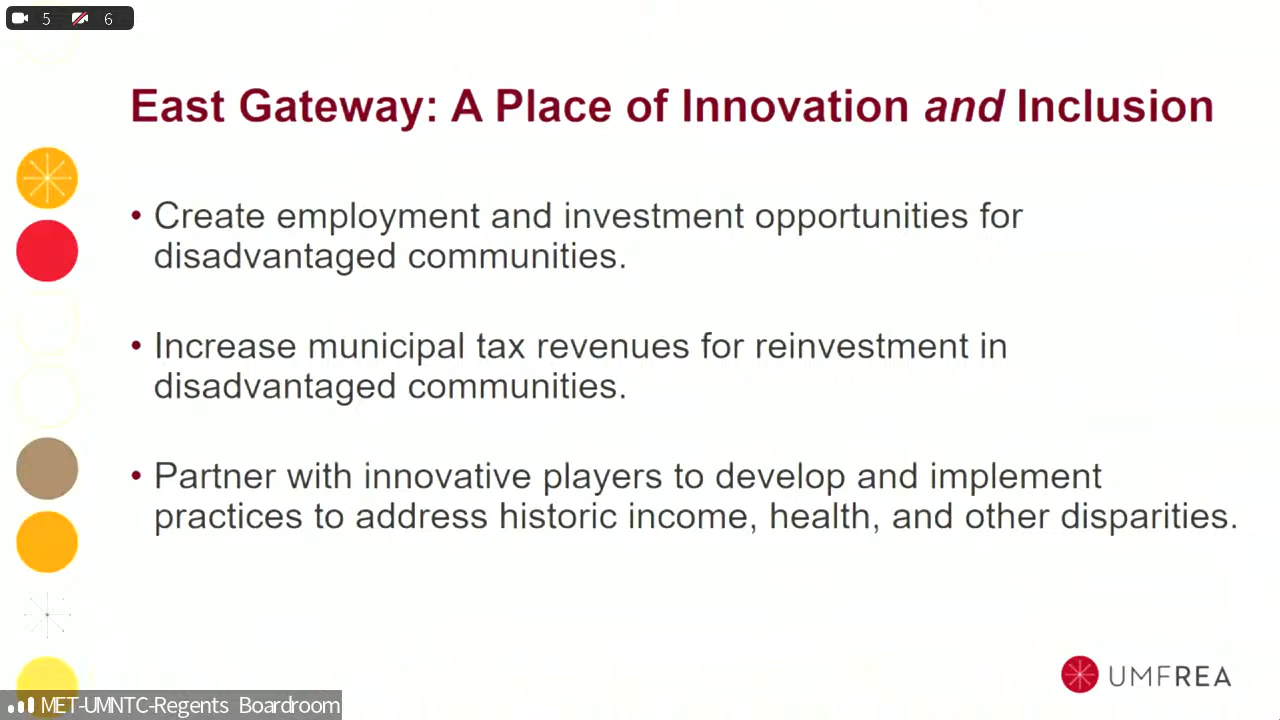 5 6
East Gateway: A Place of Innovation and Inclusion
• Create employment and investment opportunities for
disadvantaged communities.
• Increase municipal tax revenues for reinvestment in
disadvantaged communities.
• Partner with innovative players to develop and implement
practices to address historic income, health, and other disparities.
UMFREA
MET-UMNTC-Regents Boardroom